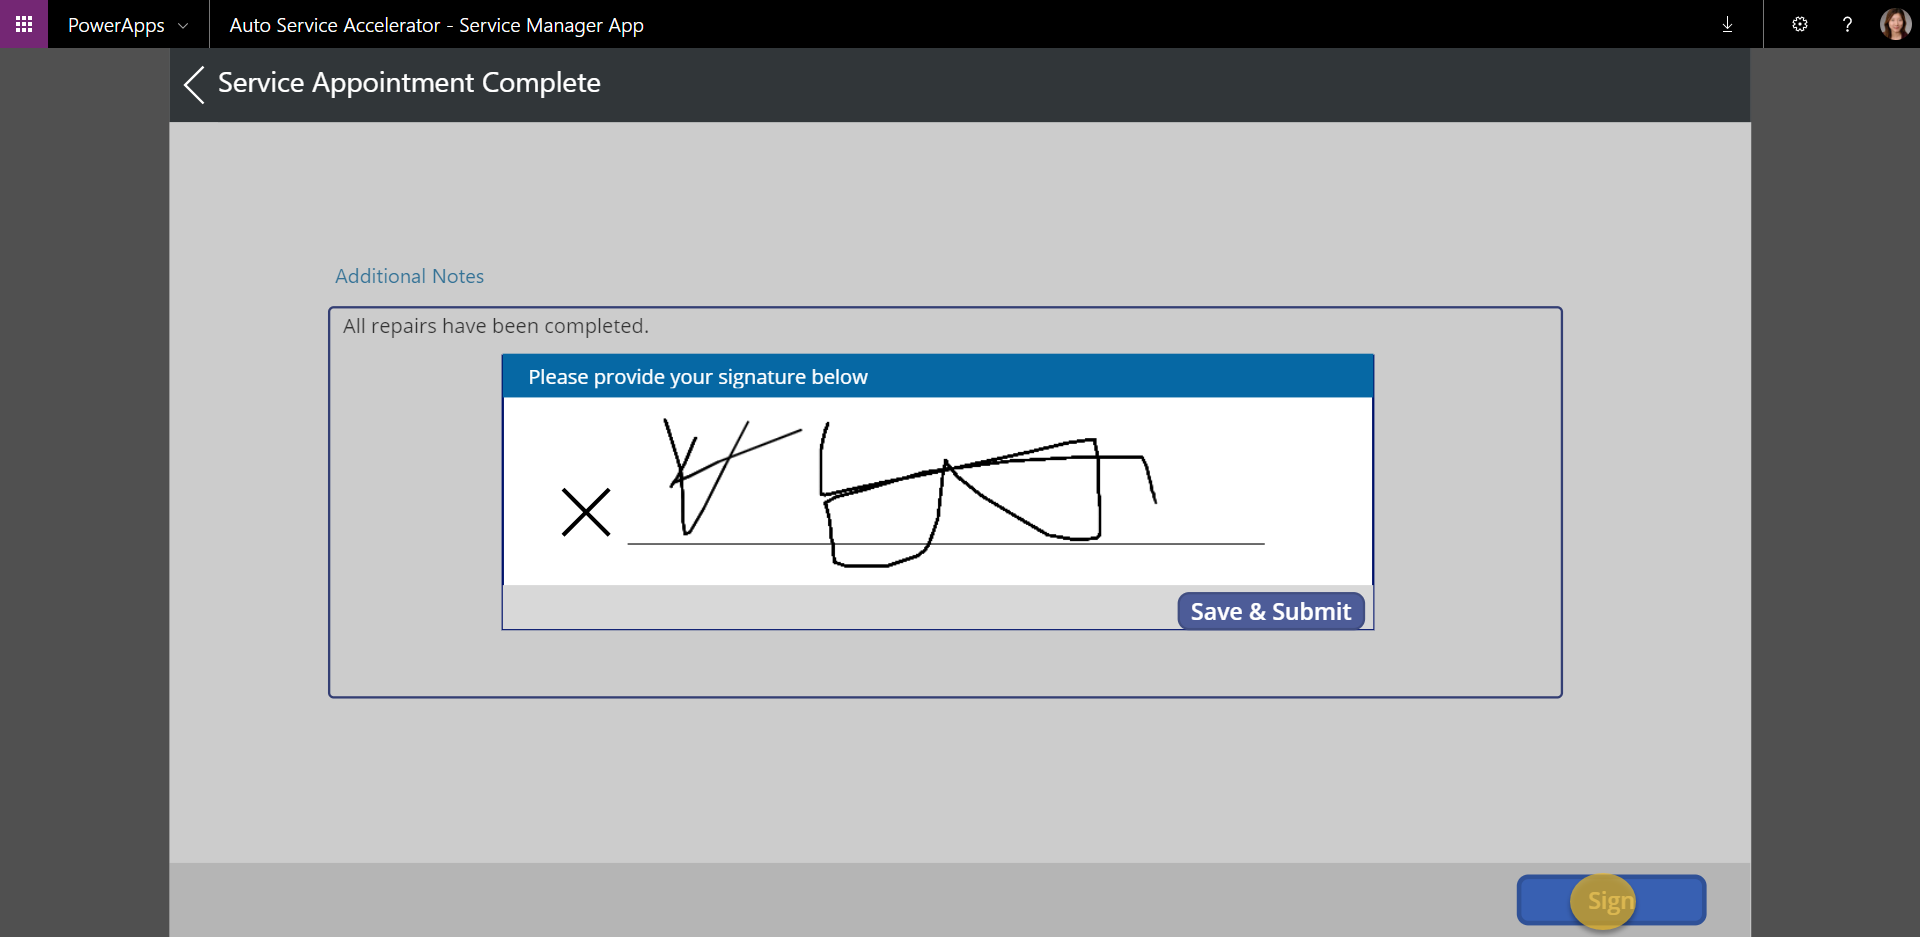 PowerApps
Auto Service Accelerator - Service Manager App
?
Service Appointment Complete
Additional Notes
All repairs have been completed.
Please provide your signature below
Save & Submit
Sign